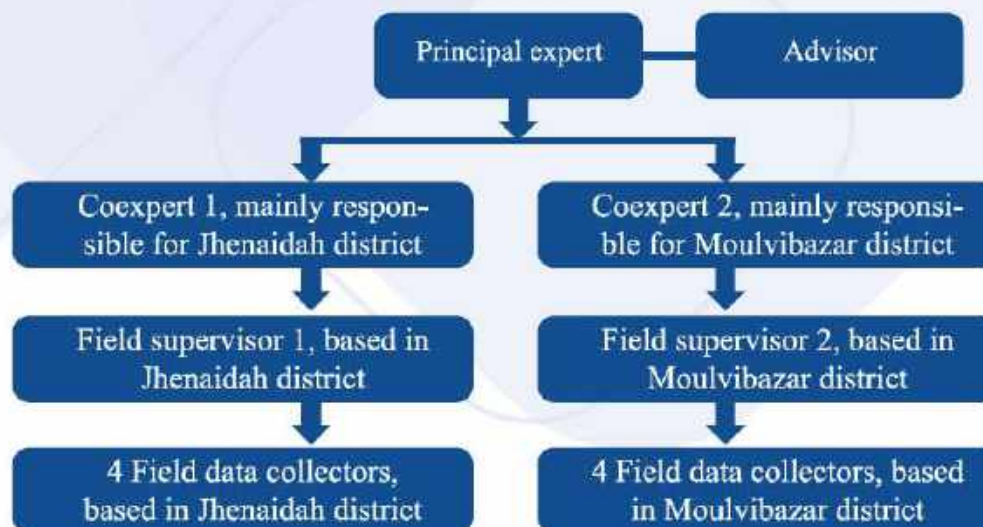 Principal expert
Advisor
Coexpert 1, mainly respon-
sible for Jhenaidah district
Coexpert 2, mainly responsi-
ble for Moulvibazar district
Field supervisor 1, based in
Jhenaidah district
Field supervisor 2, based in
Moulvibazar district
4 Field data collectors,
based in Jhenaidah district
4 Field data collectors, based
in Moulvibazar district